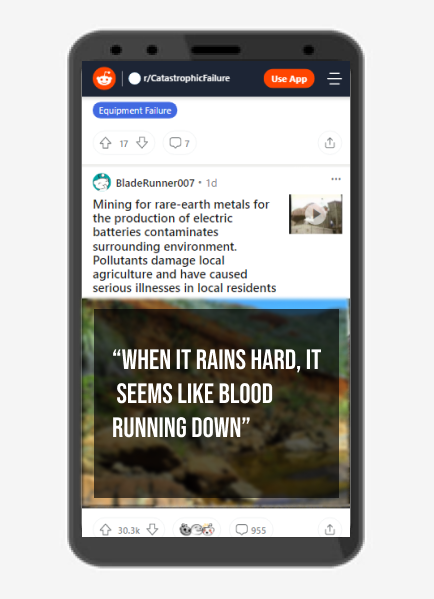 r/CatastrophicFailure
Use App
Equipment Failure
17
7
BladeRunner007 • 1d
Mining for rare-earth metals for
the production of electric
batteries contaminates
surrounding environment.
Pollutants damage local
agriculture and have caused
serious illnesses in local residents
“WHEN IT RAINS HARD, IT
SEEMS LIKE BLOOD
RUNNING DOWN”
30.3k
955